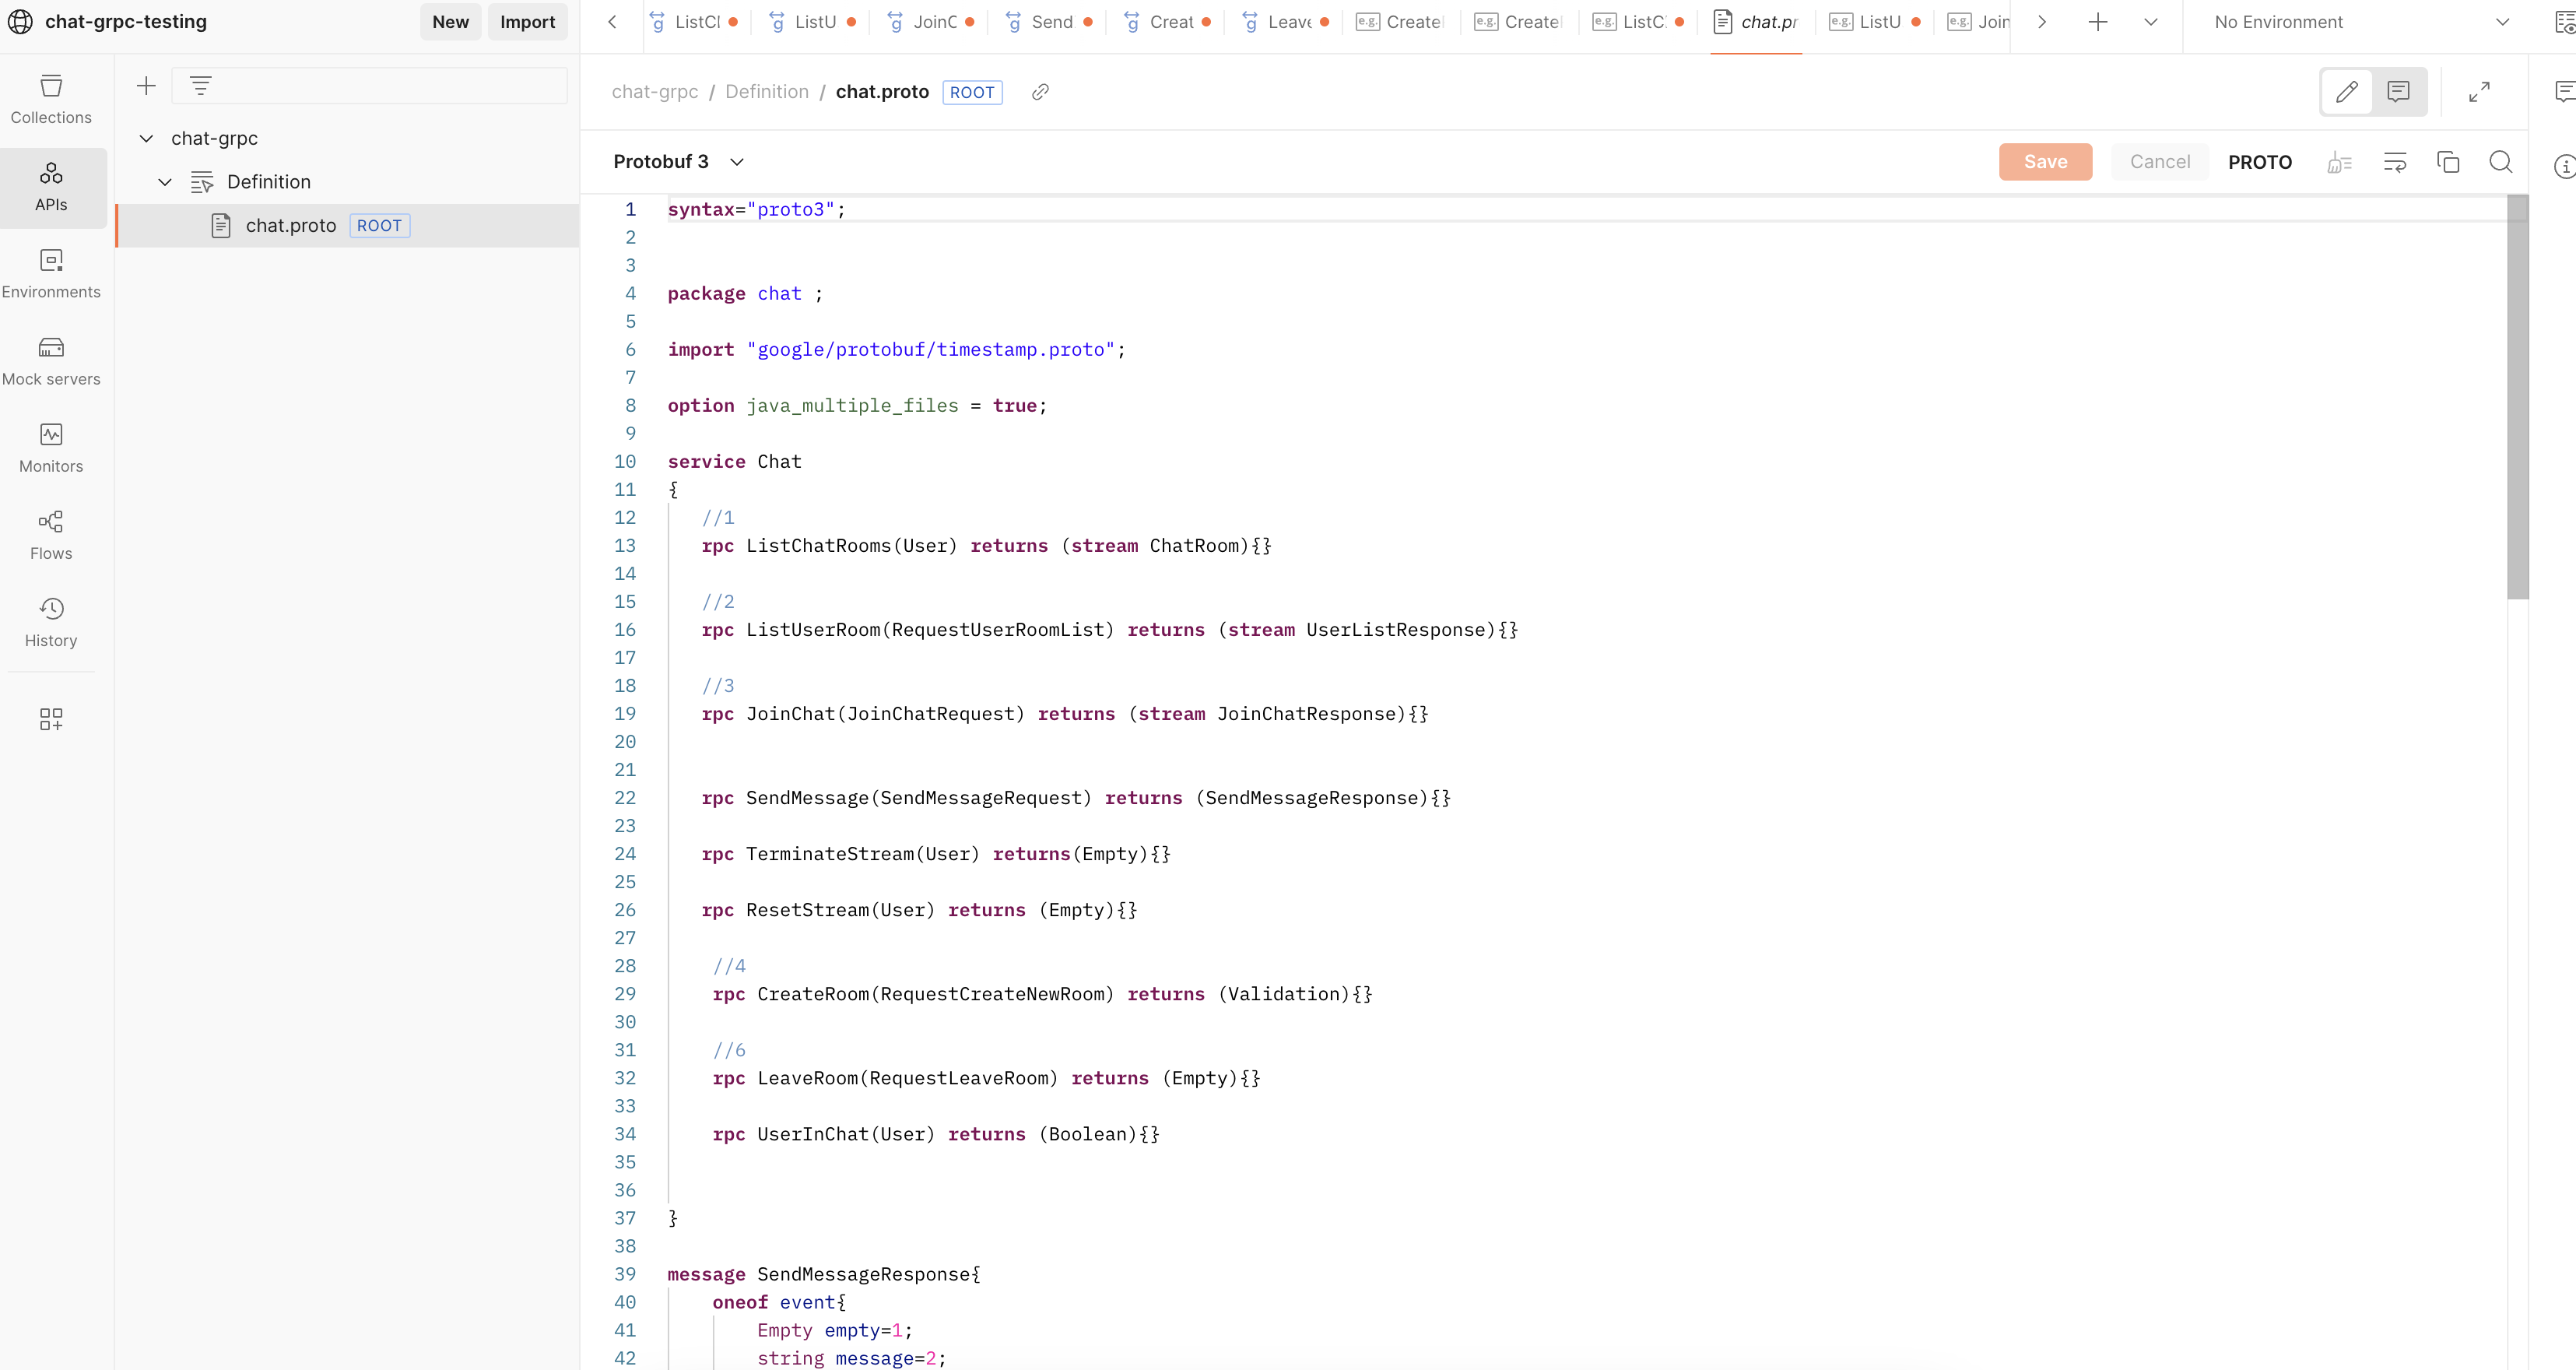 chat-grpc-testing
New
Import
ListCl
ListU
JoinC
Send
Creat
Leave
e.g. Create
e.g. Create
e.g. ListC
chat.pr
e.g. ListU
e.g. Join
No Environment
Collections
APIs
Environments
Mock servers
Monitors
Flows
History
chat-grpc
Definition
chat.proto ROOT
chat-grpc / Definition / chat.proto ROOT
Protobuf 3
Save
Cancel
PROTO
1 syntax="proto3";
2
3
4 package chat ;
5
6 import "google/protobuf/timestamp.proto";
7
8 option java_multiple_files = true;
9
10 service Chat
11 {
12 //1
13 rpc ListChatRooms(User) returns (stream ChatRoom){}
14
15 //2
16 rpc ListUserRoom(RequestUserRoomList) returns (stream UserListResponse){}
17
18 //3
19 rpc JoinChat(JoinChatRequest) returns (stream JoinChatResponse){}
20
21
22 rpc SendMessage(SendMessageRequest) returns (SendMessageResponse){}
23
24 rpc TerminateStream(User) returns(Empty){}
25
26 rpc ResetStream(User) returns (Empty){}
27
28 //4
29 rpc CreateRoom(RequestCreateNewRoom) returns (Validation){}
30
31 //6
32 rpc LeaveRoom(RequestLeaveRoom) returns (Empty){}
33
34 rpc UserInChat(User) returns (Boolean){}
35
36
37 }
38
39 message SendMessageResponse{
40 oneof event{
41 Empty empty=1;
42 string message=2;